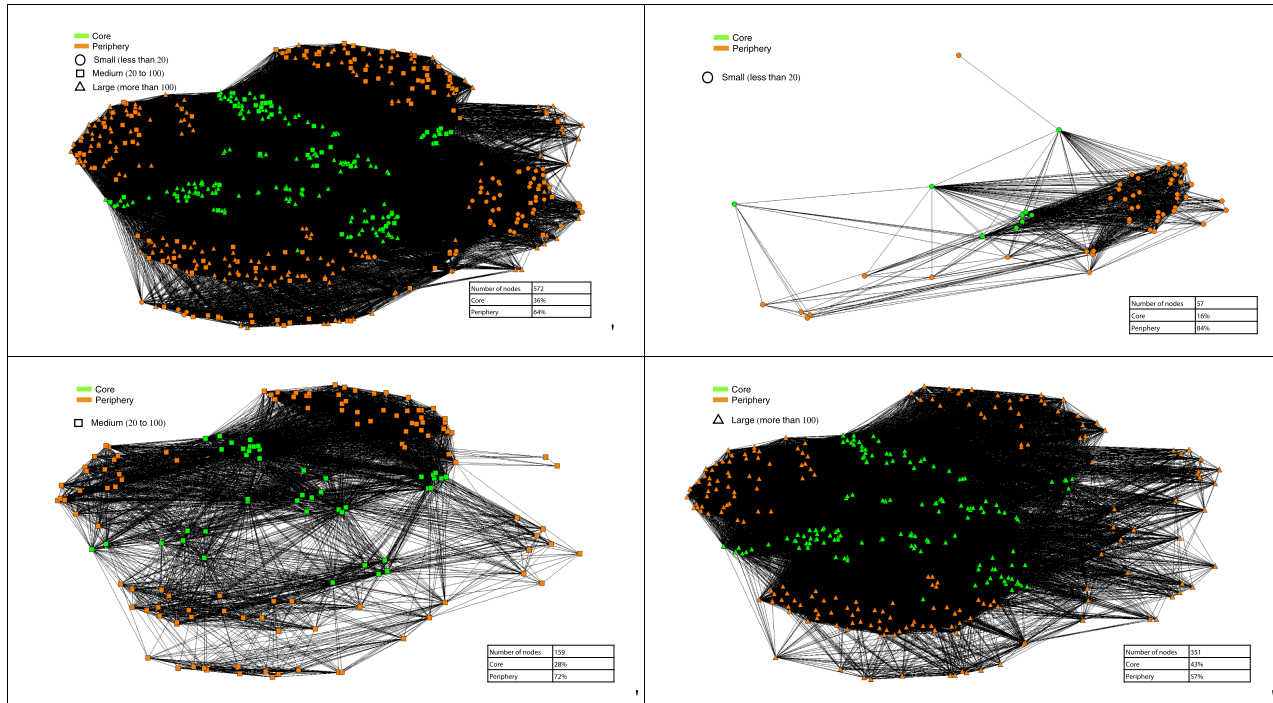 Core
Periphery
Small (less than 20)
Medium (20 to 100)
Large (more than 100)
Number of nodes 572
Core 36%
Periphery 64%
Core
Periphery
Small (less than 20)
Number of nodes 57
Core 16%
Periphery 84%
Core
Periphery
Medium (20 to 100)
Number of nodes 159
Core 28%
Periphery 72%
Core
Periphery
Large (more than 100)
Number of nodes 351
Core 43%
Periphery 57%